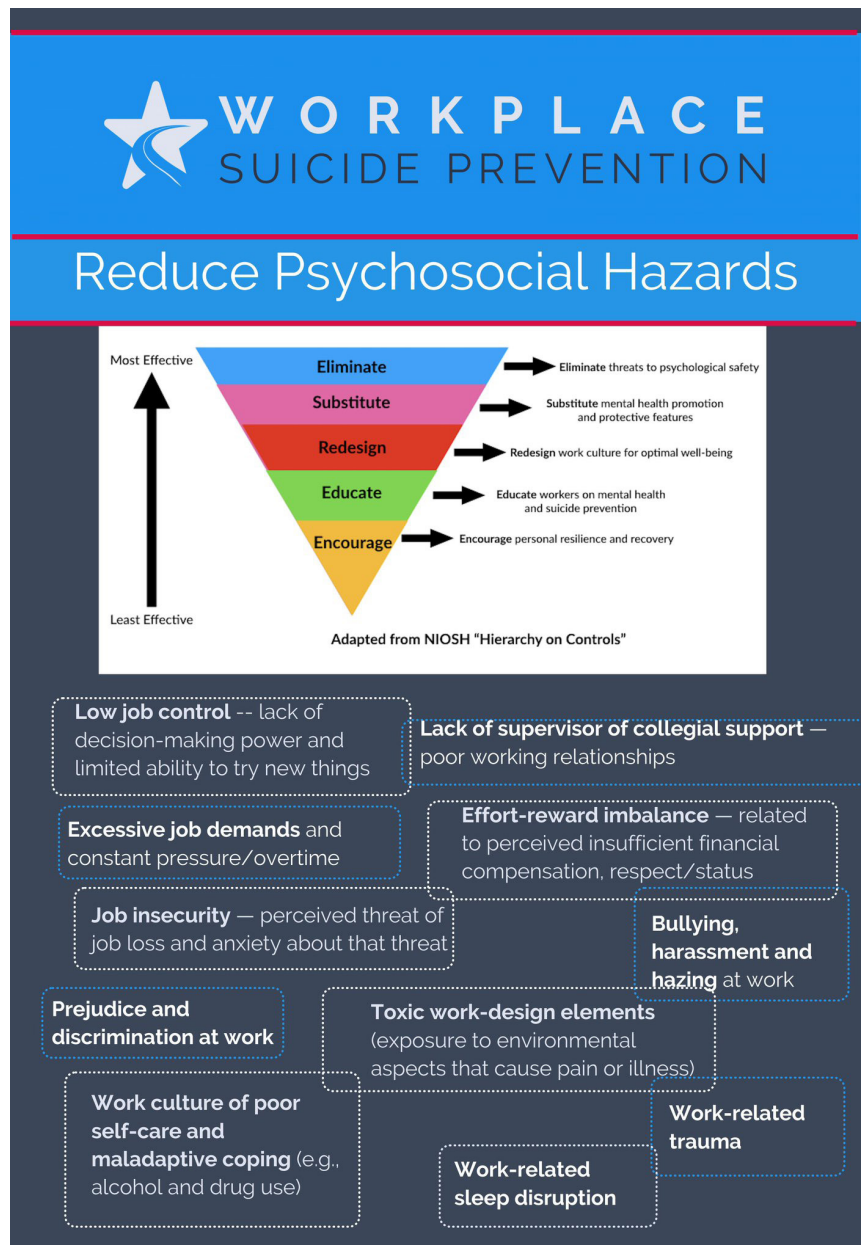 WORKPLACE
SUICIDE PREVENTION
Reduce Psychosocial Hazards
Most Effective
Least Effective
Eliminate
Substitute
Redesign
Educate
Encourage
Eliminate threats to psychological safety
Substitute mental health promotion
and protective features
Redesign work culture for optimal well-being
Educate workers on mental health
and suicide prevention
Encourage personal resilience and recovery
Adapted from NIOSH “Hierarchy on Controls”
Low job control -- lack of
decision-making power and
limited ability to try new things
Lack of supervisor of collegial support —
poor working relationships
Excessive job demands and
constant pressure/overtime
Effort-reward imbalance — related
to perceived insufficient financial
compensation, respect/status
Job insecurity — perceived threat of
job loss and anxiety about that threat
Bullying,
harassment and
hazing at work
Prejudice and
discrimination at work
Toxic work-design elements
(exposure to environmental
aspects that cause pain or illness)
Work culture of poor
self-care and
maladaptive coping (e.g.,
alcohol and drug use)
Work-related
trauma
Work-related
sleep disruption